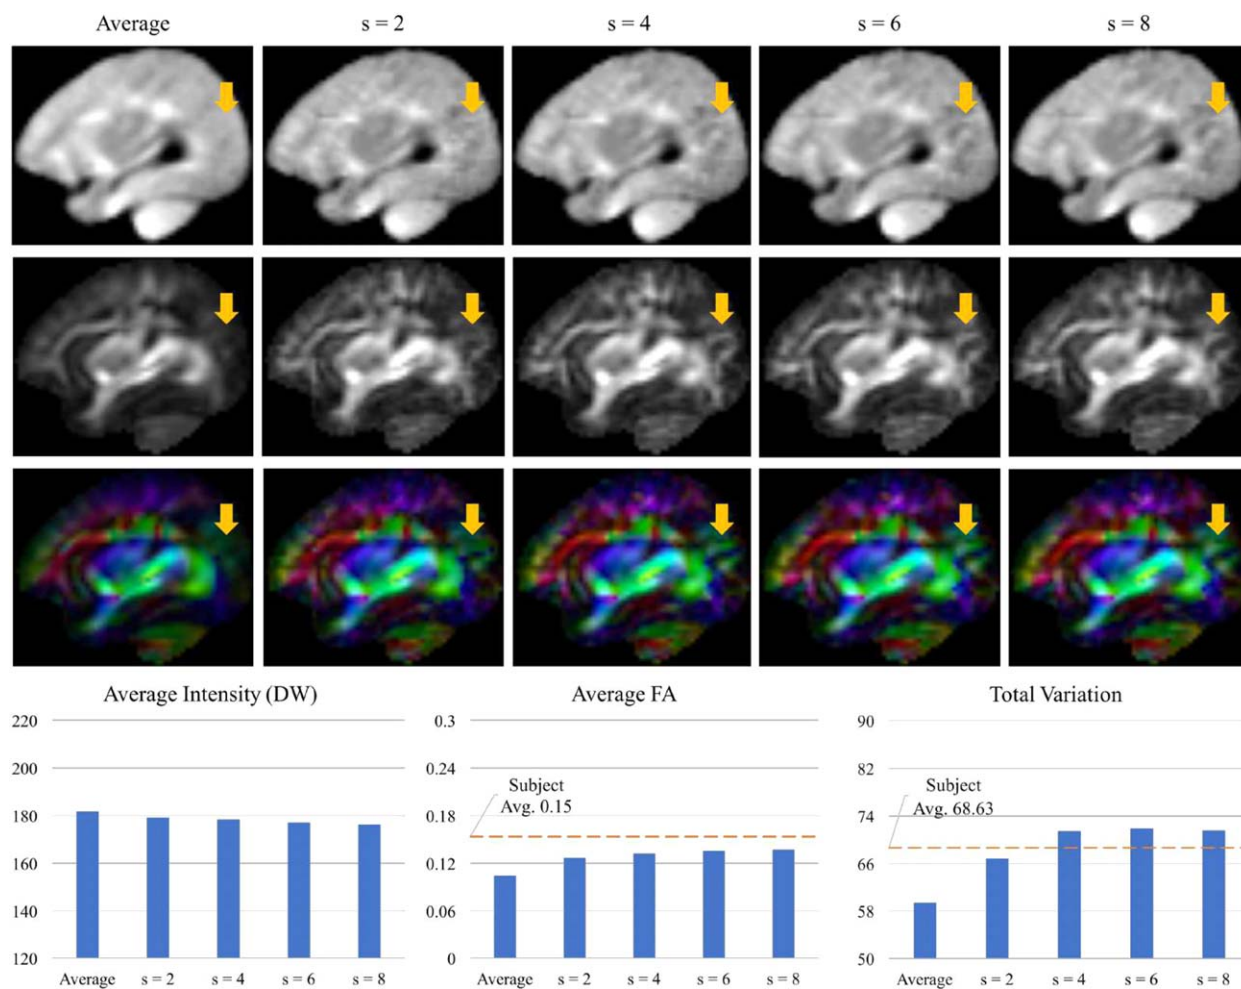 Average s = 2 s = 4 s = 6 s = 8
Average Intensity (DW)
220
200
180
160
140
120
Average s = 2 s = 4 s = 6 s = 8
Average FA
0.3
0.24
0.18
0.12
0.06
0
Subject
Avg. 0.15
Average s = 2 s = 4 s = 6 s = 8
Total Variation
90
82
74
66
58
50
Subject
Avg. 68.63
Average s = 2 s = 4 s = 6 s = 8